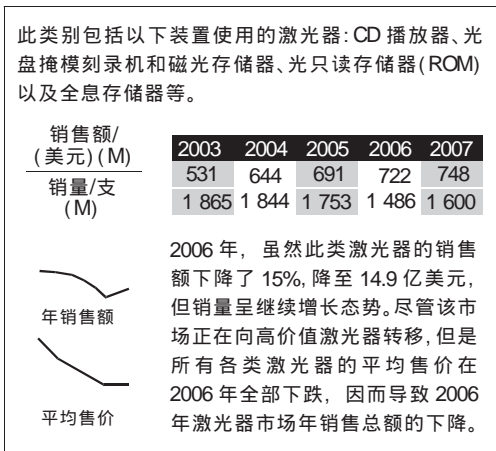 此类别包括以下装置使用的激光器:CD 播放器、光
盘掩模刻录机和磁光存储器、光只读存储器(ROM)
以及全息存储器等。
销售额/
(美元)(M)
销量/支
(M)
2003 2004 2005 2006 2007
531 644 691 722 748
1 865 1 844 1 753 1 486 1 600
2006 年，虽然此类激光器的销售
额下降了 15%,降至 14.9 亿美元,
但销量呈继续增长态势。尽管该市
场正在向高价值激光器转移,但是
所有各类激光器的平均售价在
2006 年全部下跌，因而导致 2006
年激光器市场年销售总额的下降。
年销售额
平均售价